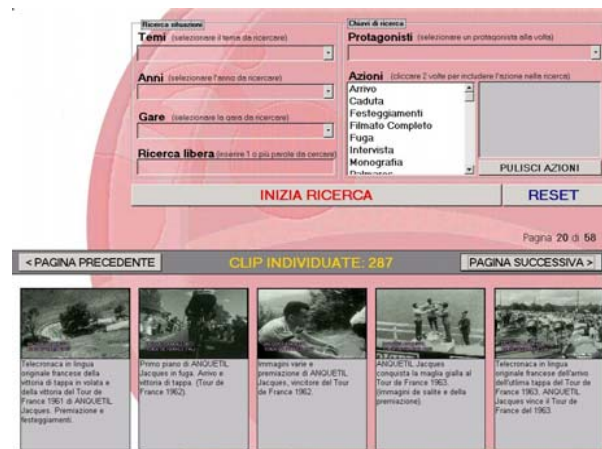 Ricerca situazioni
Temi (selezionare il tema da ricercare)
Anni (selezionare l'anno da ricercare)
Gare (selezionare la gara da ricercare)
Ricerca libera (inserire 1 o più parole da cercare)
Chiavi di ricerca
Protagonisti (selezionare un protagonista alla volta)
Azioni (cliccare 2 volte per includere l'azione nella ricerca)
Arrivo
Caduta
Festeggiamenti
Filmato Completo
Fuga
Intervista
Monografia
Palmares
PULISCI AZIONI
INIZIA RICERCA
RESET
Pagina 20 di 58
< PAGINA PRECEDENTE
CLIP INDIVIDUATE: 287
PAGINA SUCCESSIVA >
Telecronaca in lingua
originale francese della
vittoria di tappa in volata e
della vittoria del Tour de
France 1961 di ANQUETIL
Jacques. Premiazione e
festeggiamenti.
Primo piano di ANQUETIL
Jacques in fuga. Arrivo e
vittoria di tappa. (Tour de
France 1962).
Immagini varie e
premiazione di ANQUETIL
Jacques, vincitore del Tour
de France 1962.
ANQUETIL Jacques
conquista la maglia gialla al
Tour de France 1963.
(immagini de salite e della
premiazione).
Telecronaca in lingua
originale francese dell'arrivo
dell'utlima tappa del Tour de
France 1963. ANQUETIL
Jacques vince il Tour de
France del 1963.